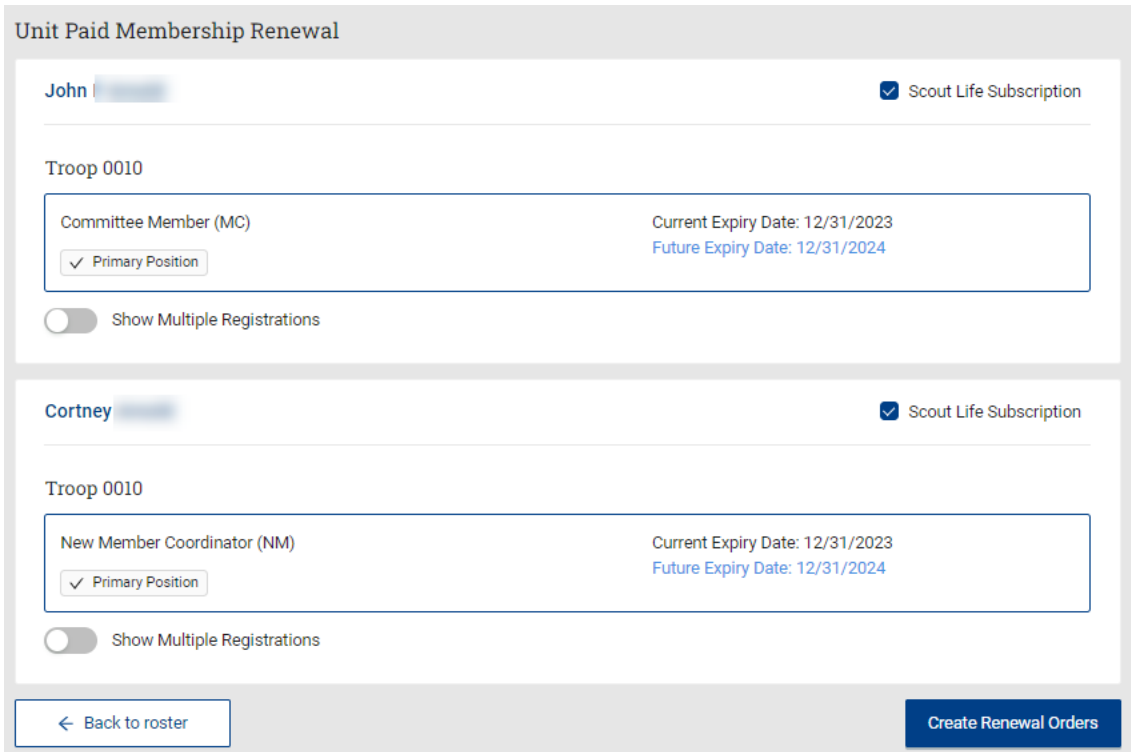 Unit Paid Membership Renewal
John
Scout Life Subscription
Troop 0010
Committee Member (MC)
Current Expiry Date: 12/31/2023
Primary Position
Future Expiry Date: 12/31/2024
Show Multiple Registrations
Cortney
Scout Life Subscription
Troop 0010
New Member Coordinator (NM)
Current Expiry Date: 12/31/2023
Primary Position
Future Expiry Date: 12/31/2024
Show Multiple Registrations
Back to roster
Create Renewal Orders